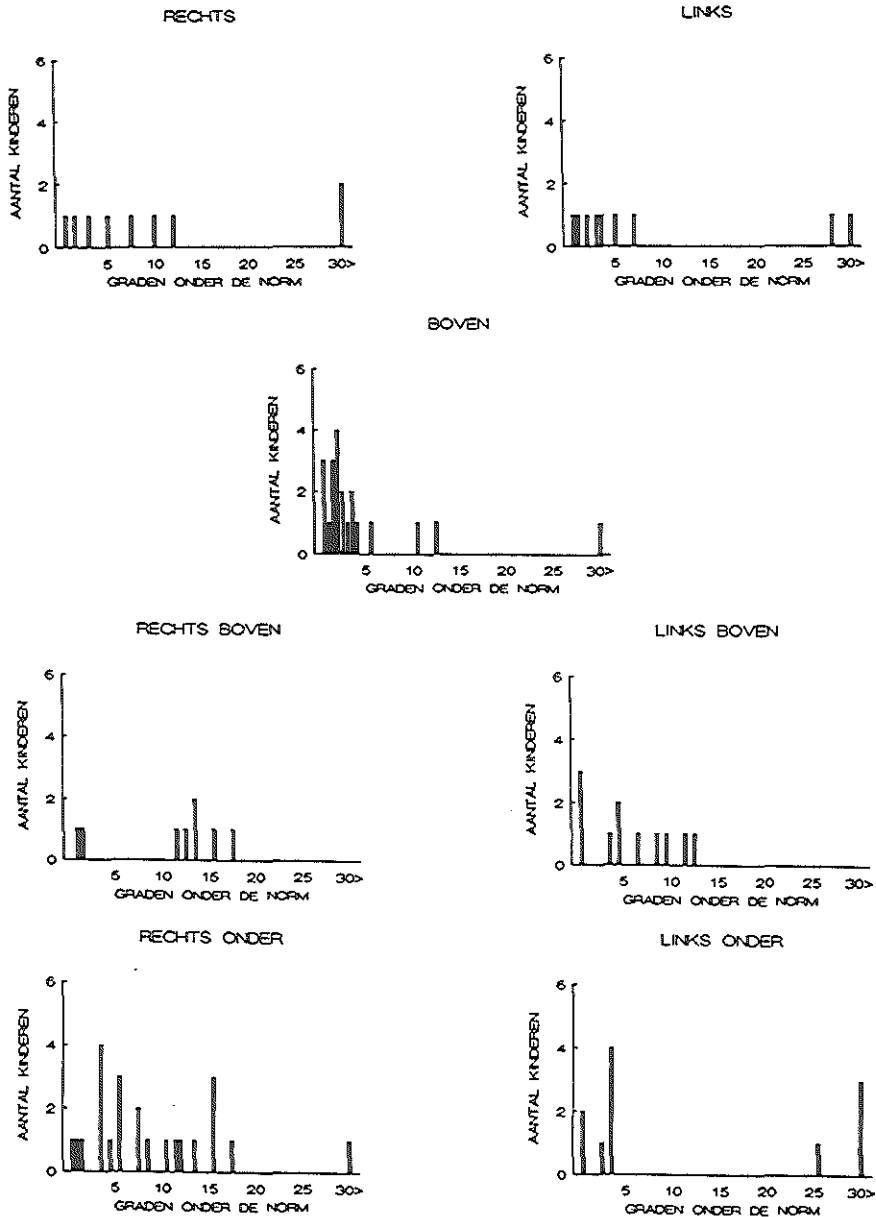 RECHTS
AANTAL KINDEREN
6
4
2
0
5 10 15 20 25 30>
GRADEN ONDER DE NORM
LINKS
AANTAL KINDEREN
6
4
2
0
5 10 15 20 25 30>
GRADEN ONDER DE NORM
BOVEN
AANTAL KINDEREN
6
4
2
0
5 10 15 20 25 30>
GRADEN ONDER DE NORM
RECHTS BOVEN
AANTAL KINDEREN
6
4
2
0
5 10 15 20 25 30>
GRADEN ONDER DE NORM
LINKS BOVEN
AANTAL KINDEREN
6
4
2
0
5 10 15 20 25 30>
GRADEN ONDER DE NORM
RECHTS ONDER
AANTAL KINDEREN
6
4
2
0
5 10 15 20 25 30>
GRADEN ONDER DE NORM
LINKS ONDER
AANTAL KINDEREN
6
4
2
0
5 10 15 20 25 30>
GRADEN ONDER DE NORM